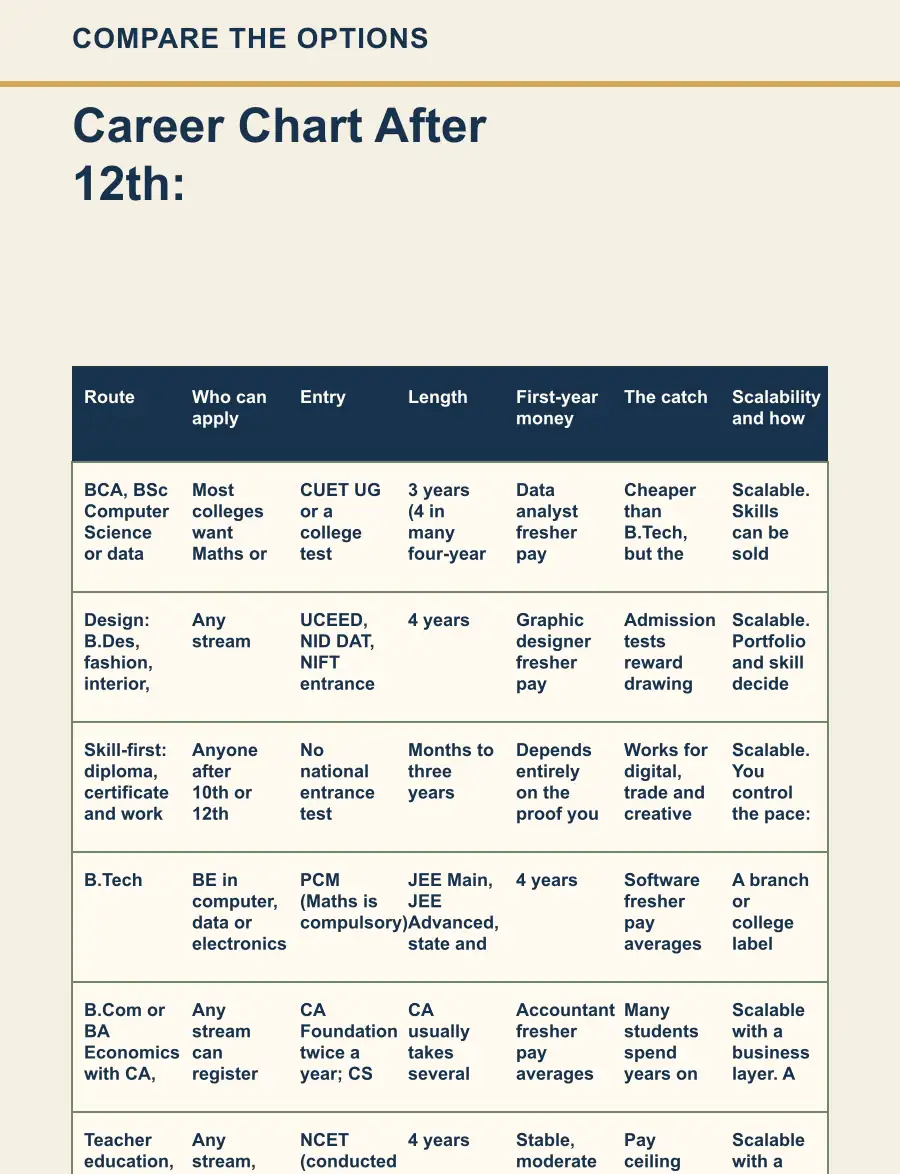 COMPARE THE OPTIONS
Career Chart After
12th:
Route
Who can
apply
Entry
Length
First-year
money
The catch
Scalability
and how
BCA, BSc
Computer
Science
or data
Most
colleges
want
Maths or
CUET UG
or a
college
test
3 years
(4 in
many
four-year
Data
analyst
fresher
pay
Cheaper
than
B.Tech,
but the
Scalable.
Skills
can be
sold
Design:
B.Des,
fashion,
interior,
Any
stream
UCEED,
NID DAT,
NIFT
entrance
4 years
Graphic
designer
fresher
pay
Admission
tests
reward
drawing
Scalable.
Portfolio
and skill
decide
Skill-first:
diploma,
certificate
and work
Anyone
after
10th or
12th
No
national
entrance
test
Months to
three
years
Depends
entirely
on the
proof you
Works for
digital,
trade and
creative
Scalable.
You
control
the pace:
B.Tech
BE in
computer,
data or
electronics
PCM
(Maths is
compulsory)
JEE Main,
JEE
Advanced,
state and
4 years
Software
fresher
pay
averages
A branch
or
college
label
B.Com or
BA
Economics
with CA,
Any
stream
can
register
CA
Foundation
twice a
year; CS
CA
usually
takes
several
Accountant
fresher
pay
averages
Many
students
spend
years on
Scalable
with a
business
layer. A
Teacher
education,
Any
stream,
NCET
(conducted
4 years
Stable,
moderate
Pay
ceiling
Scalable
with a